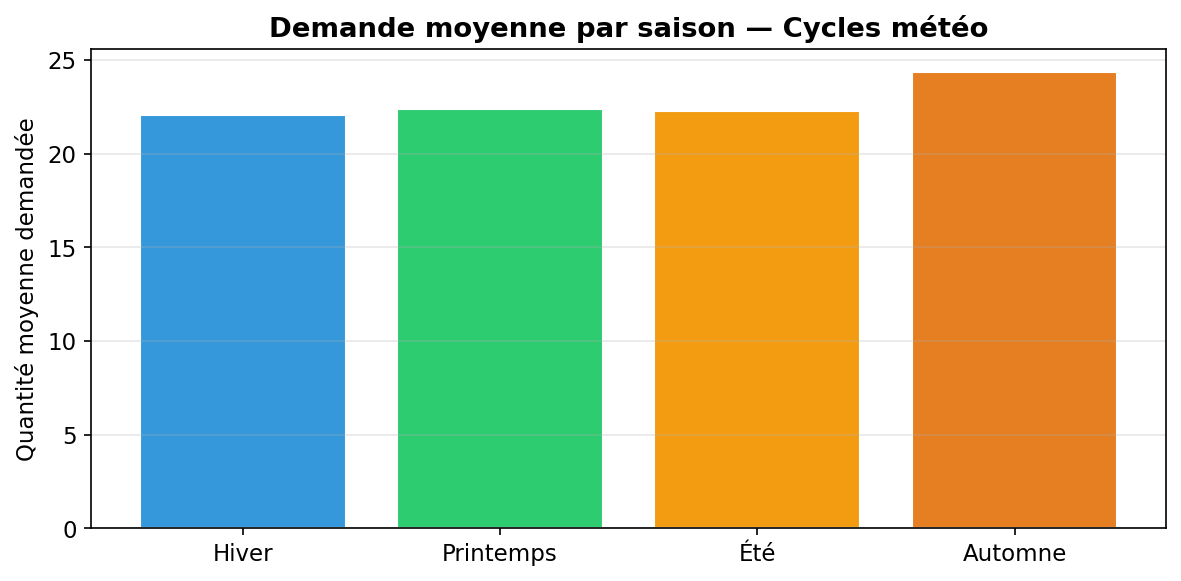 Demande moyenne par saison — Cycles météo
Quantité moyenne demandée
25
20
15
10
5
0
Hiver
Printemps
Été
Automne